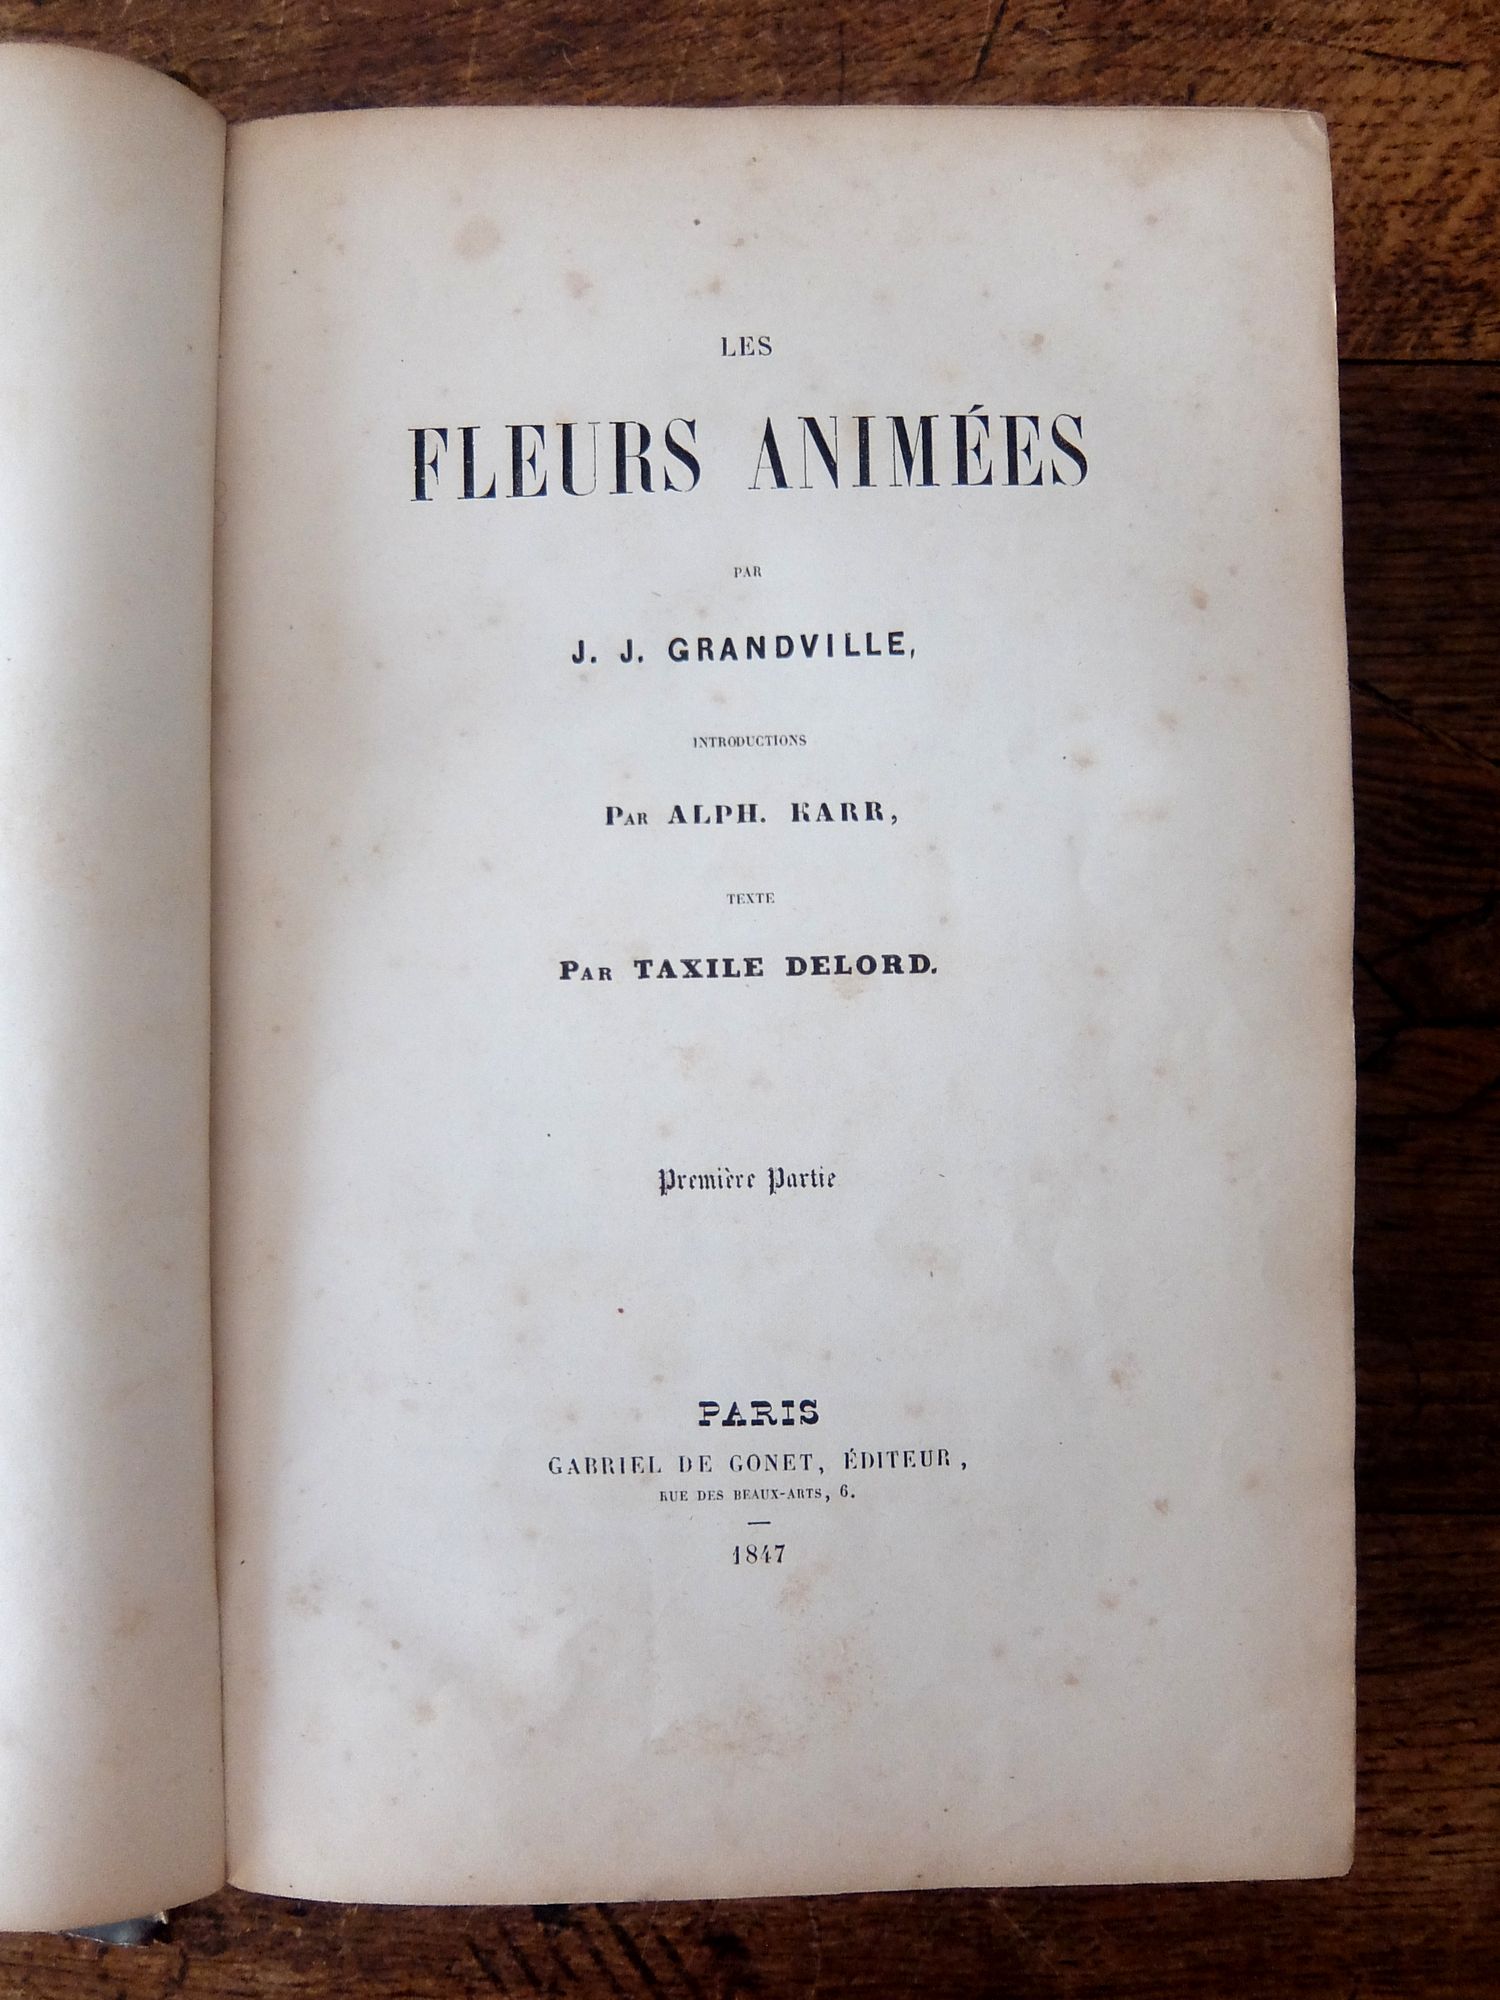 LES
FLEURS ANIMÉES
PAR
J. J. GRANDVILLE,
INTRODUCTIONS
PAR ALPH. KARR,
TEXTE
PAR TAXILE DELORD.
Première Partie
PARIS
GABRIEL DE GONET, ÉDITEUR,
RUE DES BEAUX-ARTS, 6.
—
1847